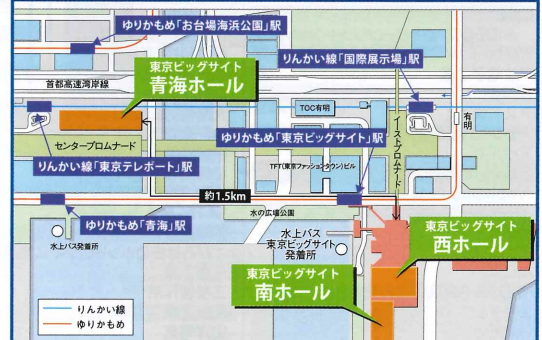 ゆりかもめ「お台場海浜公園」駅
りんかい線「国際展示場」駅
首都高速湾岸線
東京ビッグサイト
青海ホール
TOC有明
有明
ゆりかもめ「東京ビッグサイト」駅
イーストプロムナード
センタープロムナード
りんかい線「東京テレポート」駅
TFT(東京ファッションタウン)ビル
約1.5km
ゆりかもめ「青海」駅
水の広場公園
水上バス発着所
水上バス
東京ビッグサイト
発着所
東京ビッグサイト
西ホール
東京ビッグサイト
南ホール
りんかい線
ゆりかもめ